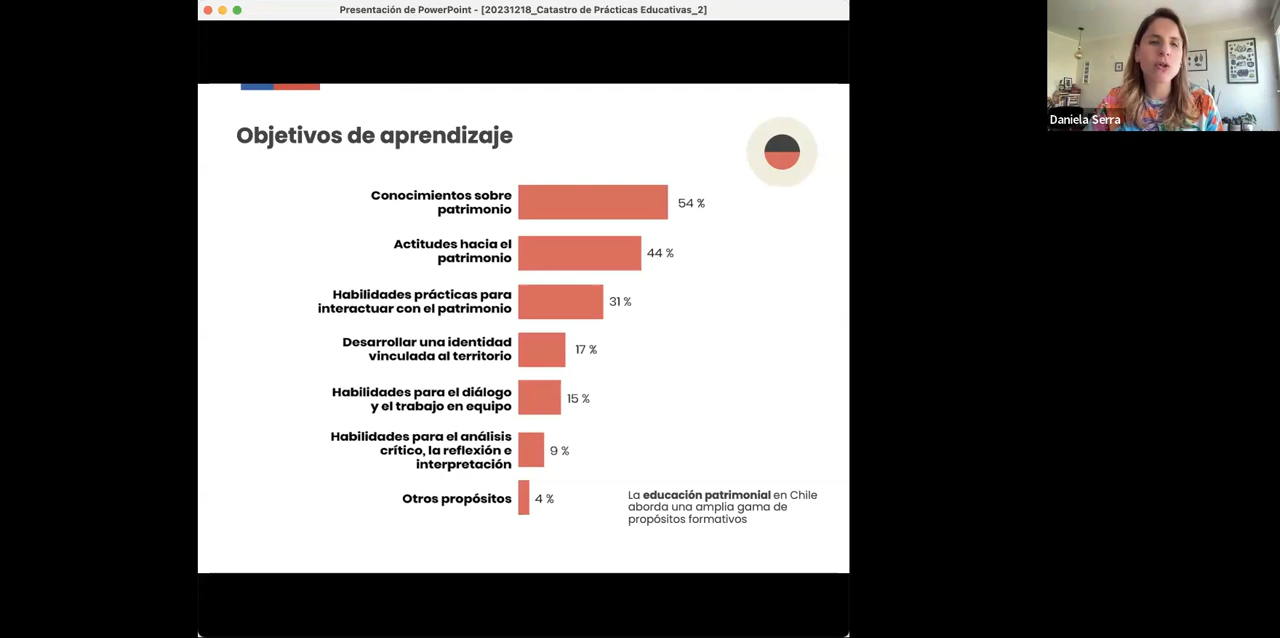 Presentación de PowerPoint - [20231218_Catastro de Prácticas Educativas_2]
Daniela Serra
Objetivos de aprendizaje
Conocimientos sobre
patrimonio
54 %
Actitudes hacia el
patrimonio
44 %
Habilidades prácticas para
interactuar con el patrimonio
31 %
Desarrollar una identidad
vinculada al territorio
17 %
Habilidades para el diálogo
y el trabajo en equipo
15 %
Habilidades para el análisis
crítico, la reflexión e
interpretación
9 %
Otros propósitos
4 %
La educación patrimonial en Chile
aborda una amplia gama de
propósitos formativos